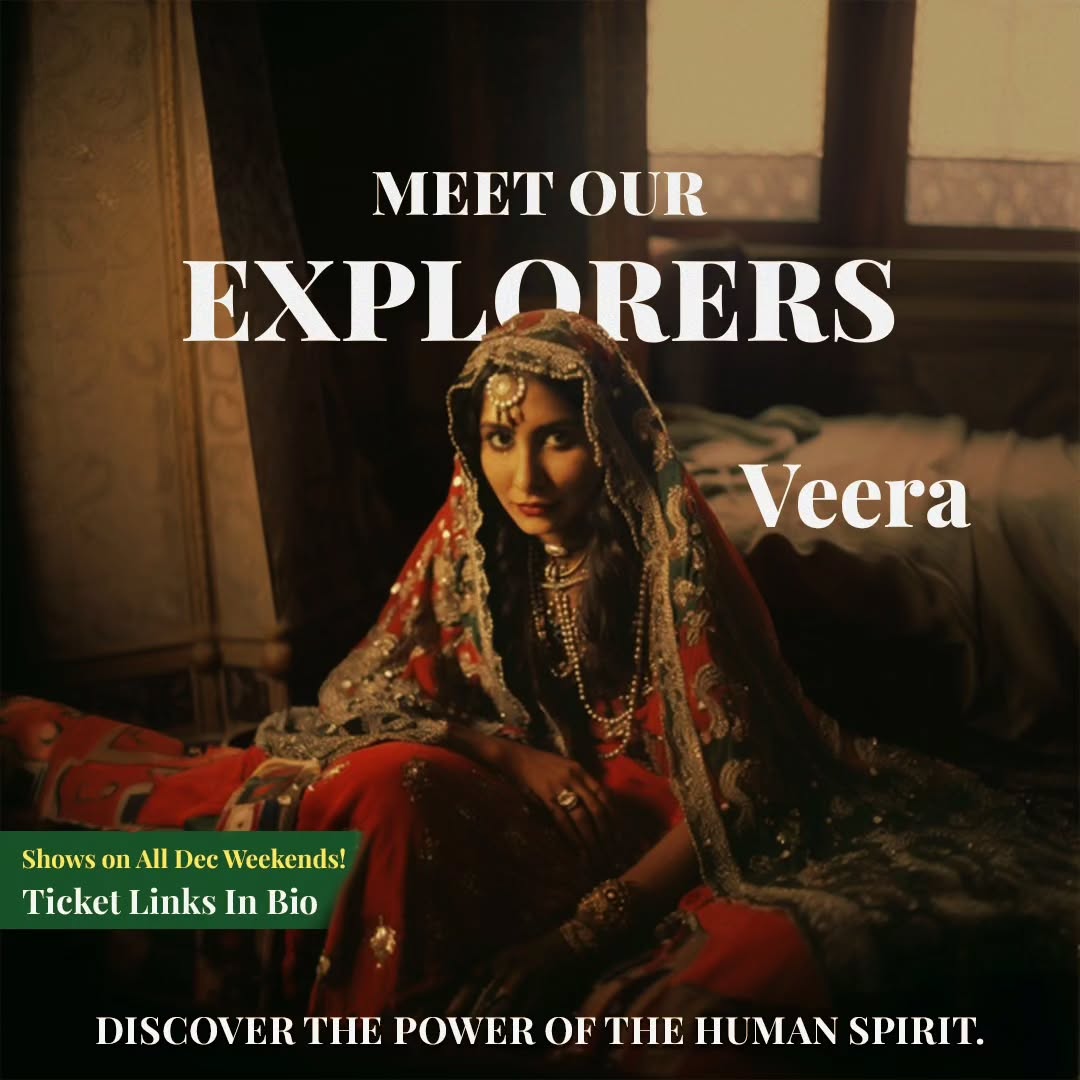 MEET OUR
EXPLORERS
Veera
Shows on All Dec Weekends!
Ticket Links In Bio
DISCOVER THE POWER OF THE HUMAN SPIRIT.